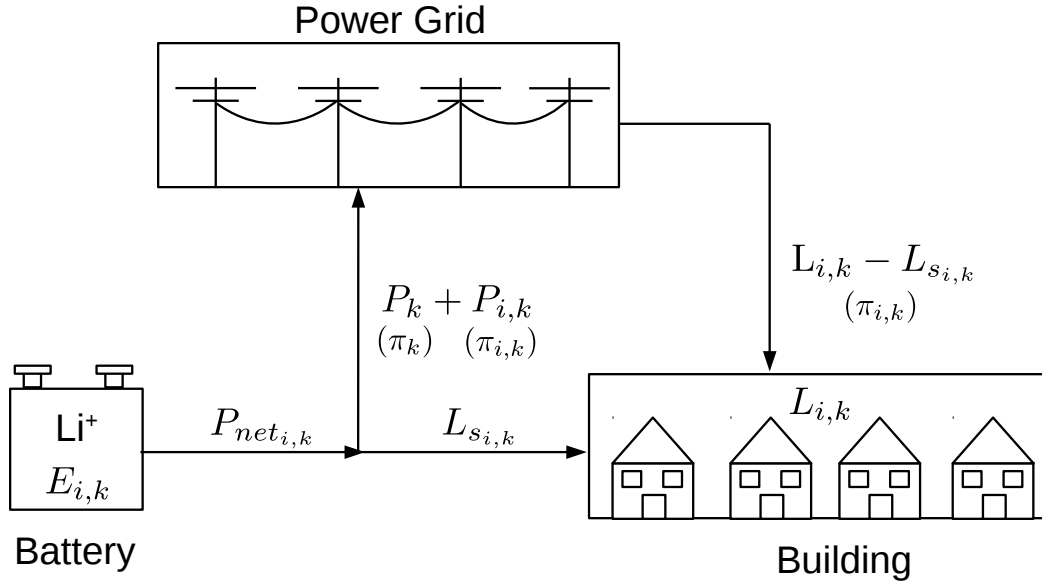 Power Grid
L_{i,k} − L_{s_{i,k}}
(π_{i,k})
P_k + P_{i,k}
(π_k) (π_{i,k})
Li⁺
E_{i,k}
P_{net_{i,k}}
L_{s_{i,k}}
L_{i,k}
Battery
Building